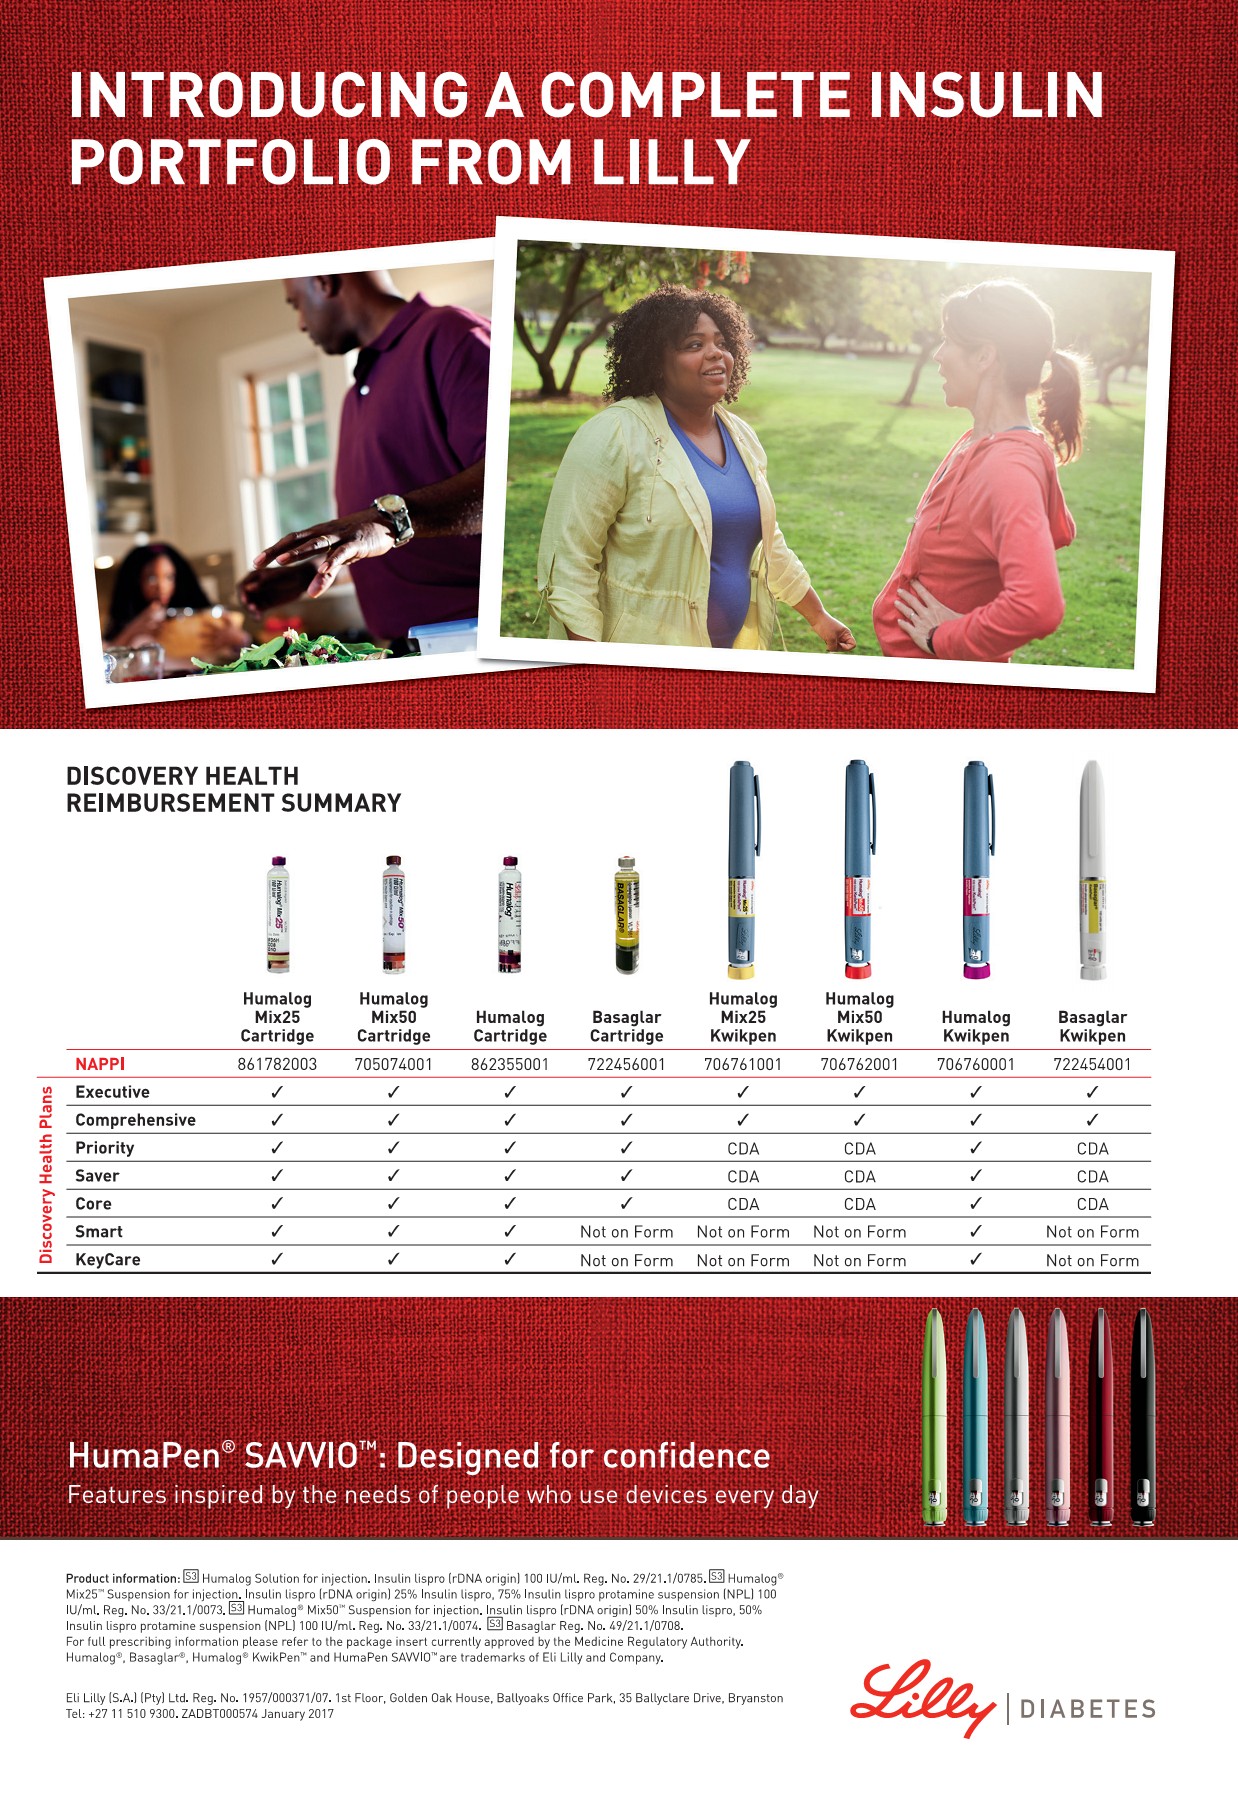 INTRODUCING A COMPLETE INSULIN
PORTFOLIO FROM LILLY
DISCOVERY HEALTH
REIMBURSEMENT SUMMARY
Humalog Mix25 Cartridge | Humalog Mix50 Cartridge | Humalog Cartridge | Basaglar Cartridge | Humalog Mix25 Kwikpen | Humalog Mix50 Kwikpen | Humalog Kwikpen | Basaglar Kwikpen
NAPPI 861782003 705074001 862355001 722456001 706761001 706762001 706760001 722454001
Discovery Health Plans
Executive ✓ ✓ ✓ ✓ ✓ ✓ ✓ ✓
Comprehensive ✓ ✓ ✓ ✓ ✓ ✓ ✓ ✓
Priority ✓ ✓ ✓ ✓ CDA CDA ✓ CDA
Saver ✓ ✓ ✓ ✓ CDA CDA ✓ CDA
Core ✓ ✓ ✓ ✓ CDA CDA ✓ CDA
Smart ✓ ✓ ✓ Not on Form Not on Form Not on Form ✓ Not on Form
KeyCare ✓ ✓ ✓ Not on Form Not on Form Not on Form ✓ Not on Form
HumaPen® SAVVIO™: Designed for confidence
Features inspired by the needs of people who use devices every day
Product information: S3 Humalog Solution for injection. Insulin lispro (rDNA origin) 100 IU/ml. Reg. No. 29/21.1/0785. S3 Humalog®
Mix25™ Suspension for injection. Insulin lispro (rDNA origin) 25% Insulin lispro, 75% Insulin lispro protamine suspension (NPL) 100
IU/ml. Reg. No. 33/21.1/0073. S3 Humalog® Mix50™ Suspension for injection. Insulin lispro (rDNA origin) 50% Insulin lispro, 50%
Insulin lispro protamine suspension (NPL) 100 IU/ml. Reg. No. 33/21.1/0074. S3 Basaglar Reg. No. 49/21.1/0708.
For full prescribing information please refer to the package insert currently approved by the Medicine Regulatory Authority.
Humalog®, Basaglar®, Humalog® KwikPen™ and HumaPen SAVVIO™ are trademarks of Eli Lilly and Company.
Eli Lilly (S.A.) (Pty) Ltd. Reg. No. 1957/000371/07. 1st Floor, Golden Oak House, Ballyoaks Office Park, 35 Ballyclare Drive, Bryanston
Tel: +27 11 510 9300. ZADBT000574 January 2017
Lilly | DIABETES